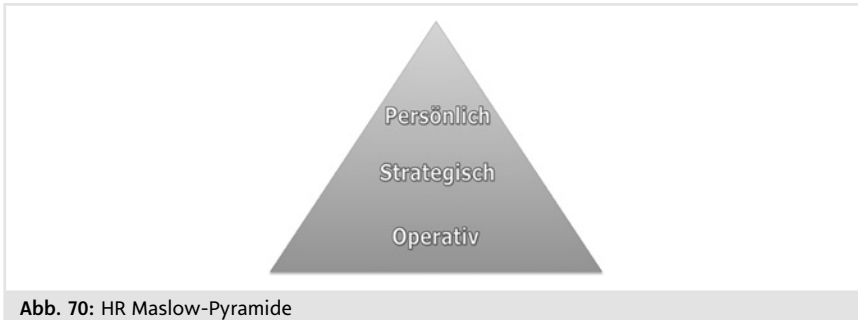 Persönlich
Strategisch
Operativ
Abb. 70: HR Maslow-Pyramide